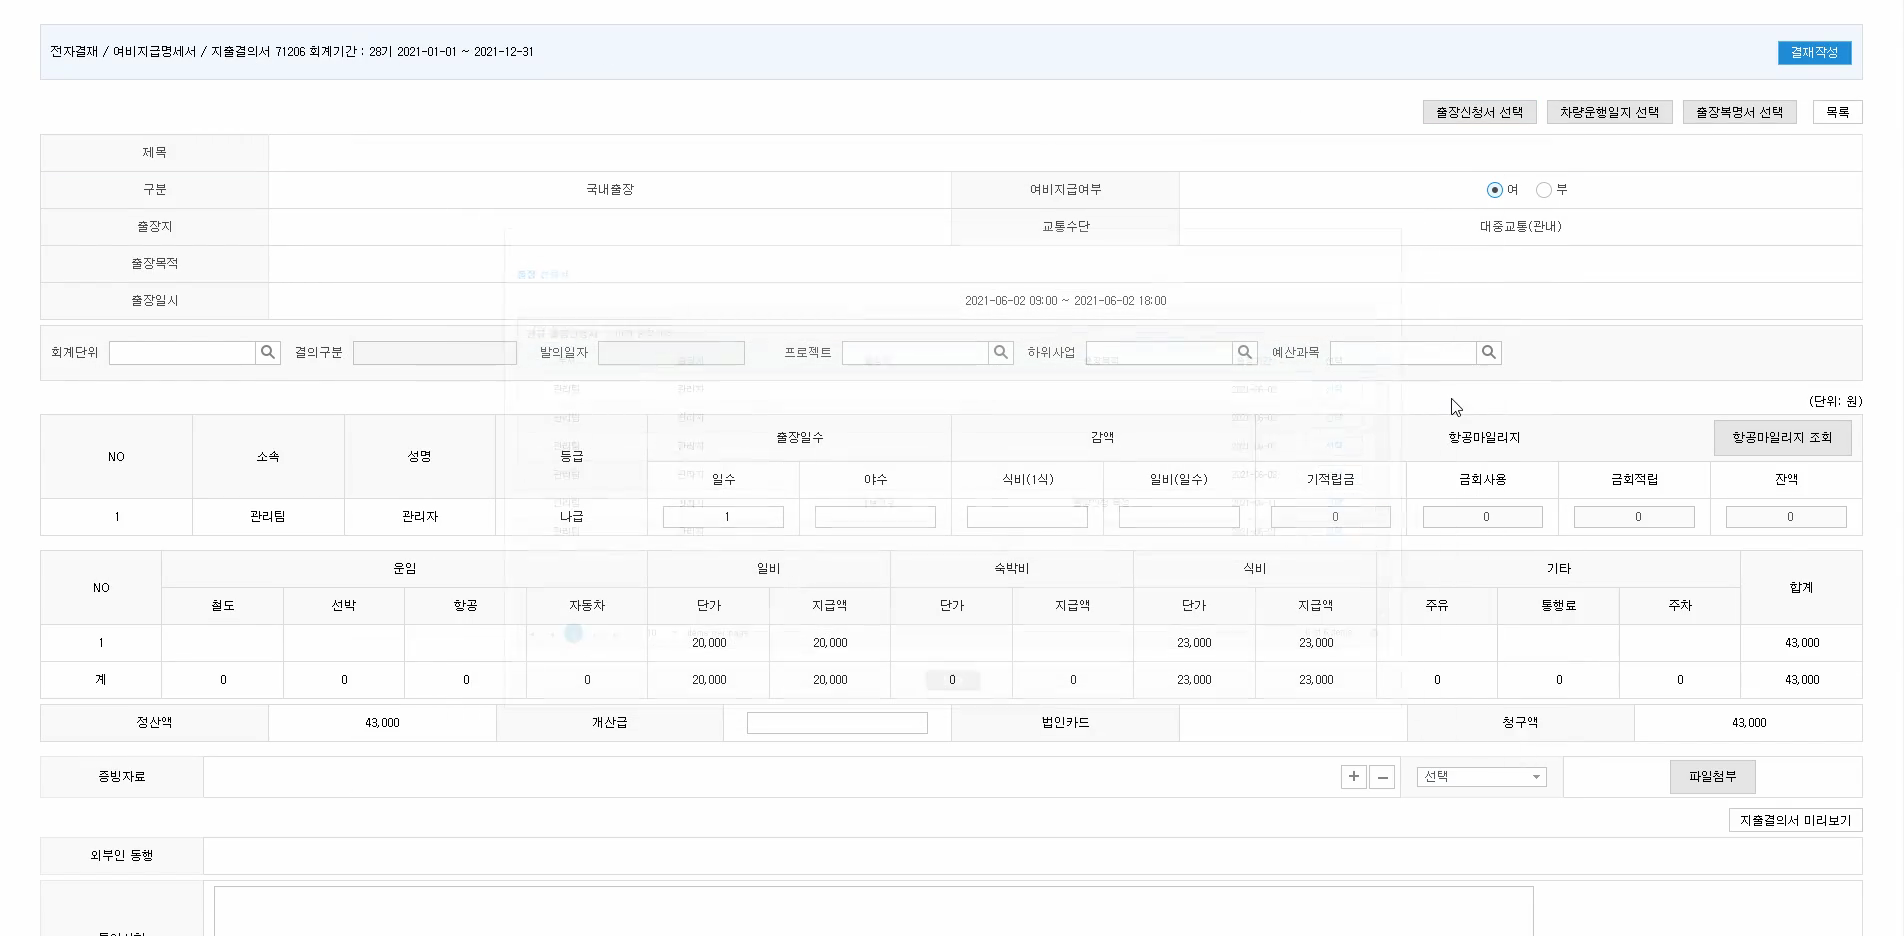 전자결재 / 여비지급명세서 / 지출결의서 71206 회계기간 : 28기 2021-01-01 ~ 2021-12-31 결재작성
출장신청서 선택 차량운행일지 선택 출장복명서 선택 목록
제목
구분 국내출장 여비지급여부 여 부
출장지 교통수단 대중교통(관내)
출장목적
출장일시 2021-06-02 09:00 ~ 2021-06-02 18:00
회계단위 결의구분 발의일자 프로젝트 하위사업 예산과목
(단위: 원)
NO 소속 성명 등급 출장일수 감액 항공마일리지 항공마일리지 조회
일수 야수 식비(1식) 일비(일수) 기적립금 금회사용 금회적립 잔액
1 관리팀 관리자 나급 1 0 0 0 0
NO 운임 일비 숙박비 식비 기타 합계
철도 선박 항공 자동차 단가 지급액 단가 지급액 단가 지급액 주유 통행료 주차
1 20,000 20,000 23,000 23,000 43,000
계 0 0 0 0 20,000 20,000 0 0 23,000 23,000 0 0 0 43,000
정산액 43,000 개산급 법인카드 청구액 43,000
증빙자료 + - 선택 파일첨부
지출결의서 미리보기
외부인 동행